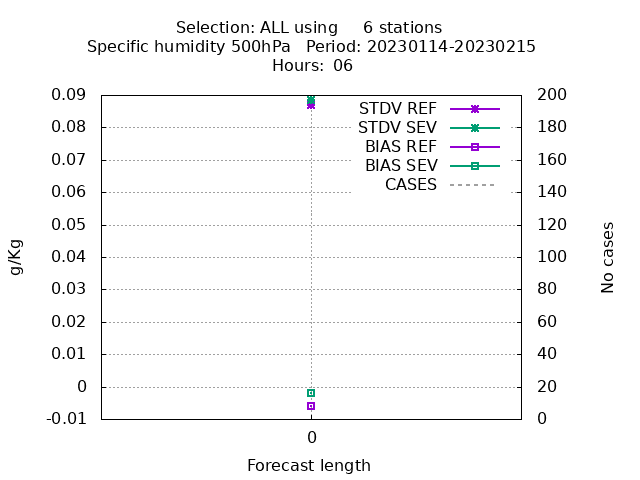 Selection: ALL using     6 stations
Specific humidity 500hPa   Period: 20230114-20230215
Hours: 06
0.09
0.08
0.07
0.06
0.05
0.04
0.03
0.02
0.01
0
-0.01
g/Kg
STDV REF
STDV SEV
BIAS REF
BIAS SEV
CASES
200
180
160
140
120
100
80
60
40
20
0
No cases
0
Forecast length